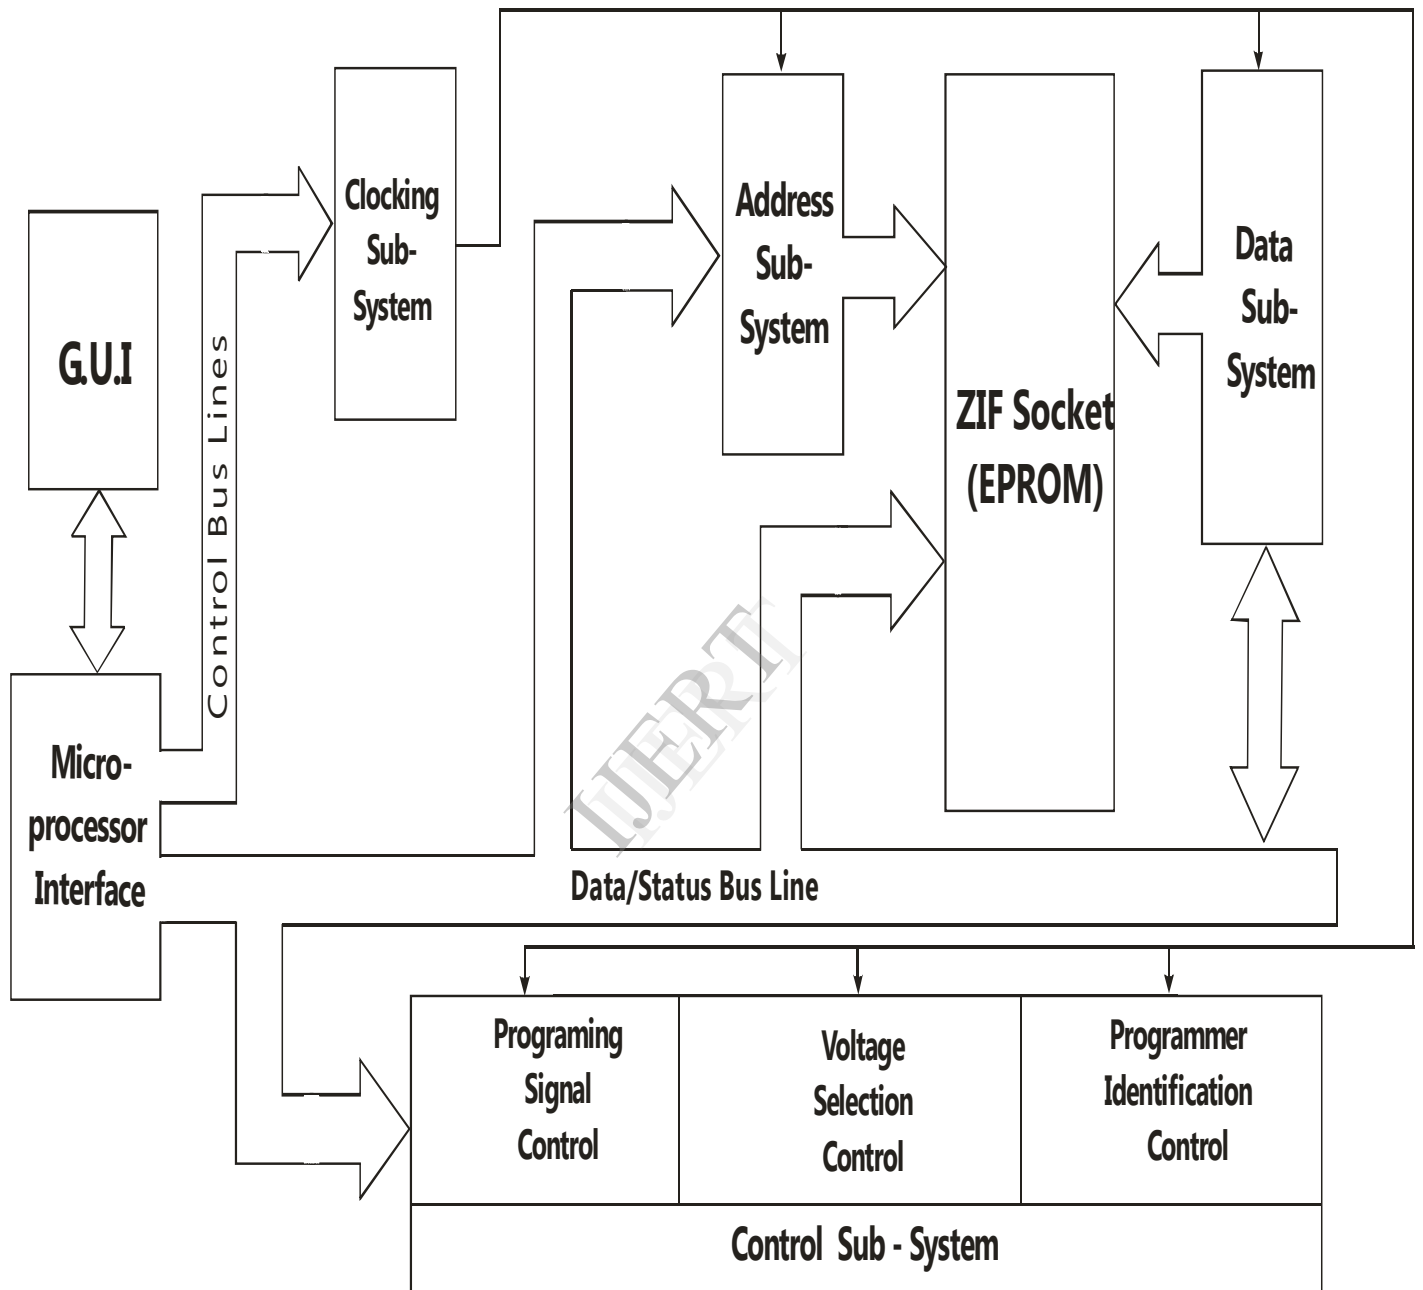 G.U.I
Micro-
processor
Interface
Control Bus Lines
Clocking
Sub-
System
Address
Sub-
System
ZIF Socket
(EPROM)
Data
Sub-
System
IJERT
Data/Status Bus Line
Programing
Signal
Control
Voltage
Selection
Control
Programmer
Identification
Control
Control Sub - System